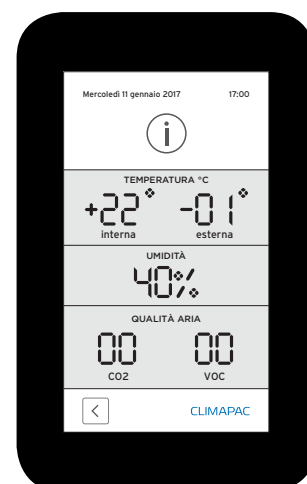 Mercoledì 11 gennaio 2017 17:00
i
TEMPERATURA °C
+22° -01°
interna esterna
UMIDITÀ
40%
QUALITÀ ARIA
00 00
CO2 VOC
< CLIMAPAC